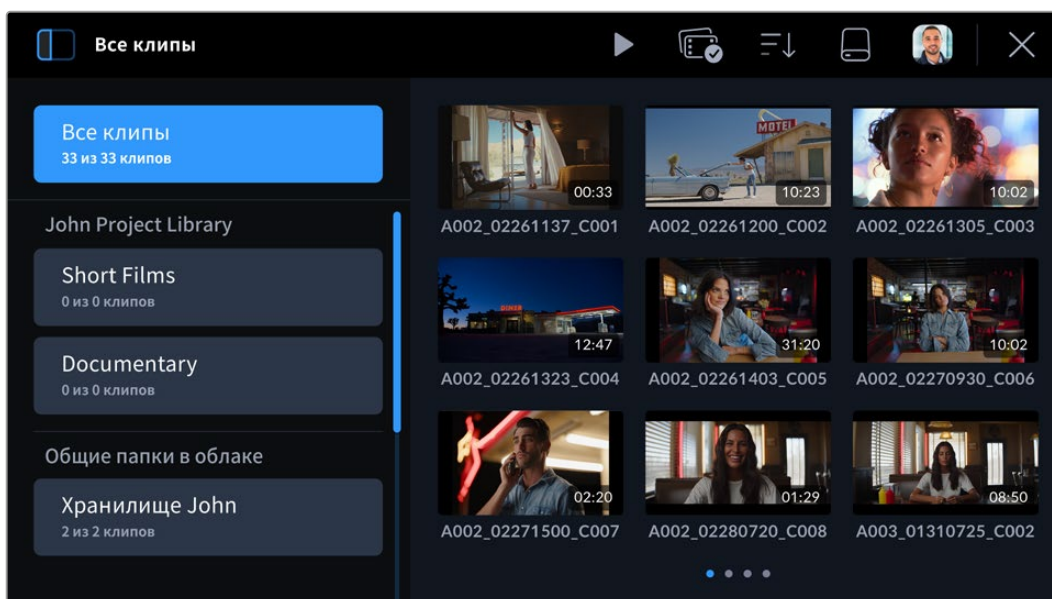 Все клипы
Все клипы
33 из 33 клипов
John Project Library
Short Films
0 из 0 клипов
Documentary
0 из 0 клипов
Общие папки в облаке
Хранилище John
2 из 2 клипов
00:33
MOTEL
10:23
10:02
A002_02261137_C001
A002_02261200_C002
A002_02261305_C003
DINER
12:47
31:20
10:02
A002_02261323_C004
A002_02261403_C005
A002_02270930_C006
02:20
01:29
08:50
A002_02271500_C007
A002_02280720_C008
A003_01310725_C002